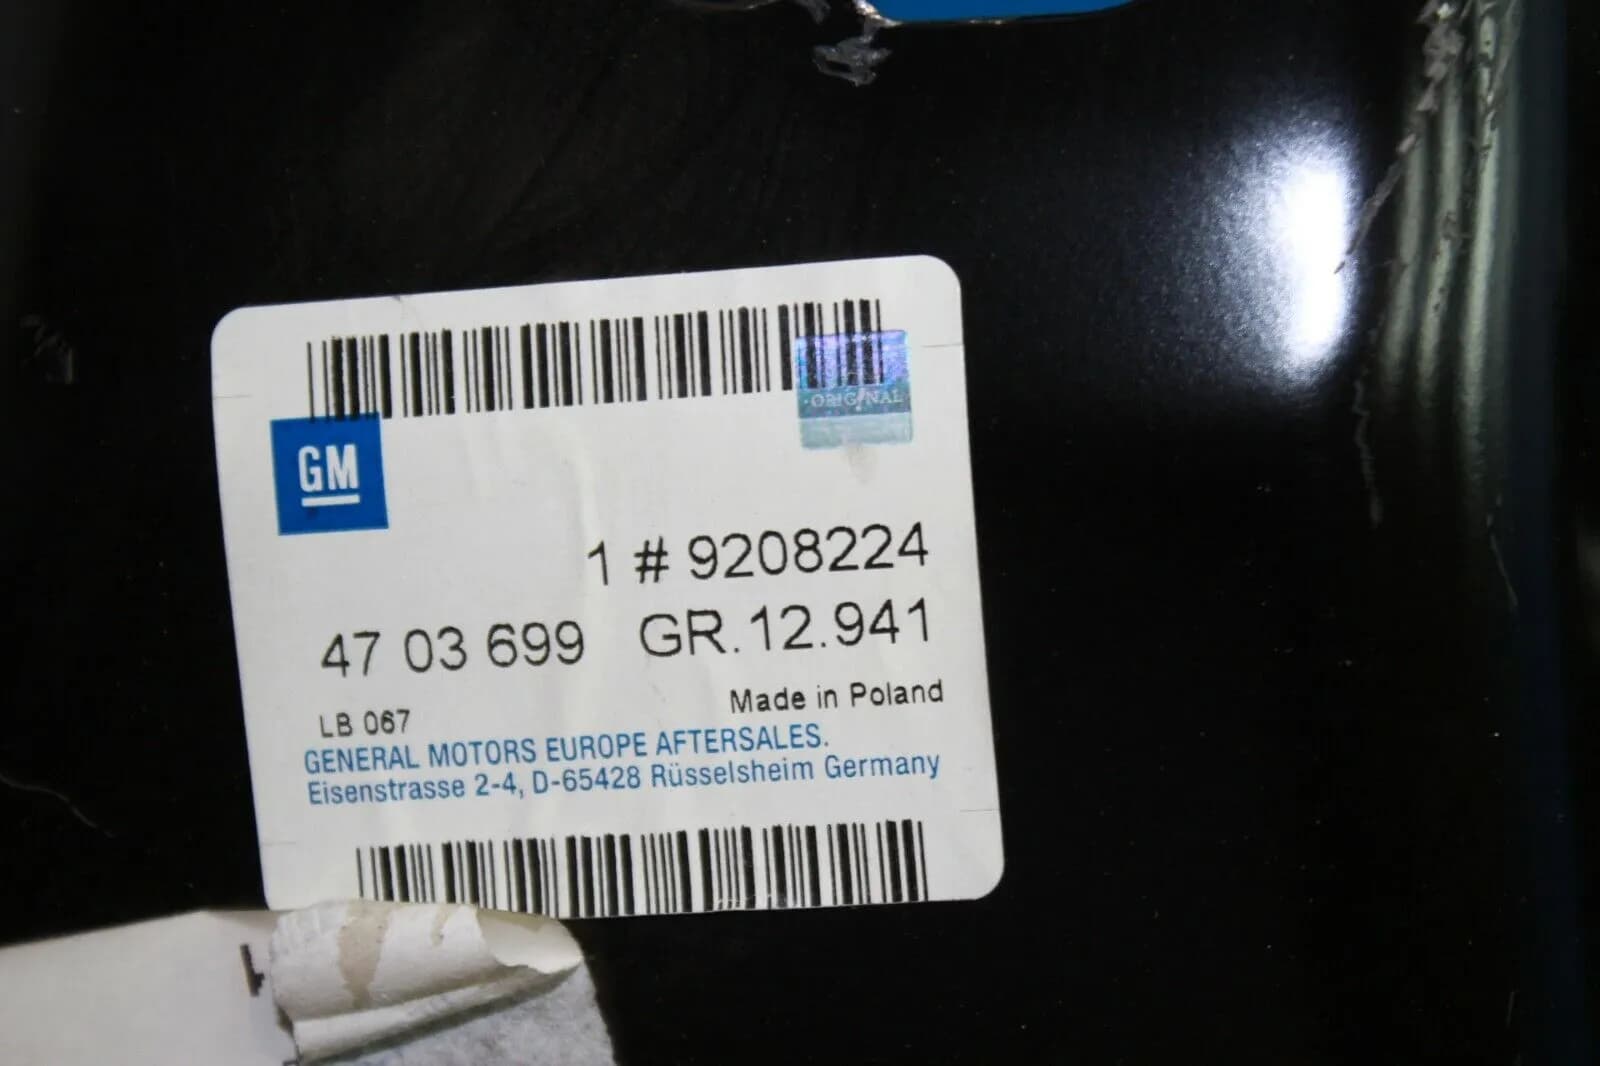 ·ORIGINAL
GM
1 # 9208224
47 03 699 GR.12.941
Made in Poland
LB 067
GENERAL MOTORS EUROPE AFTERSALES.
Eisenstrasse 2-4, D-65428 Rüsselsheim Germany